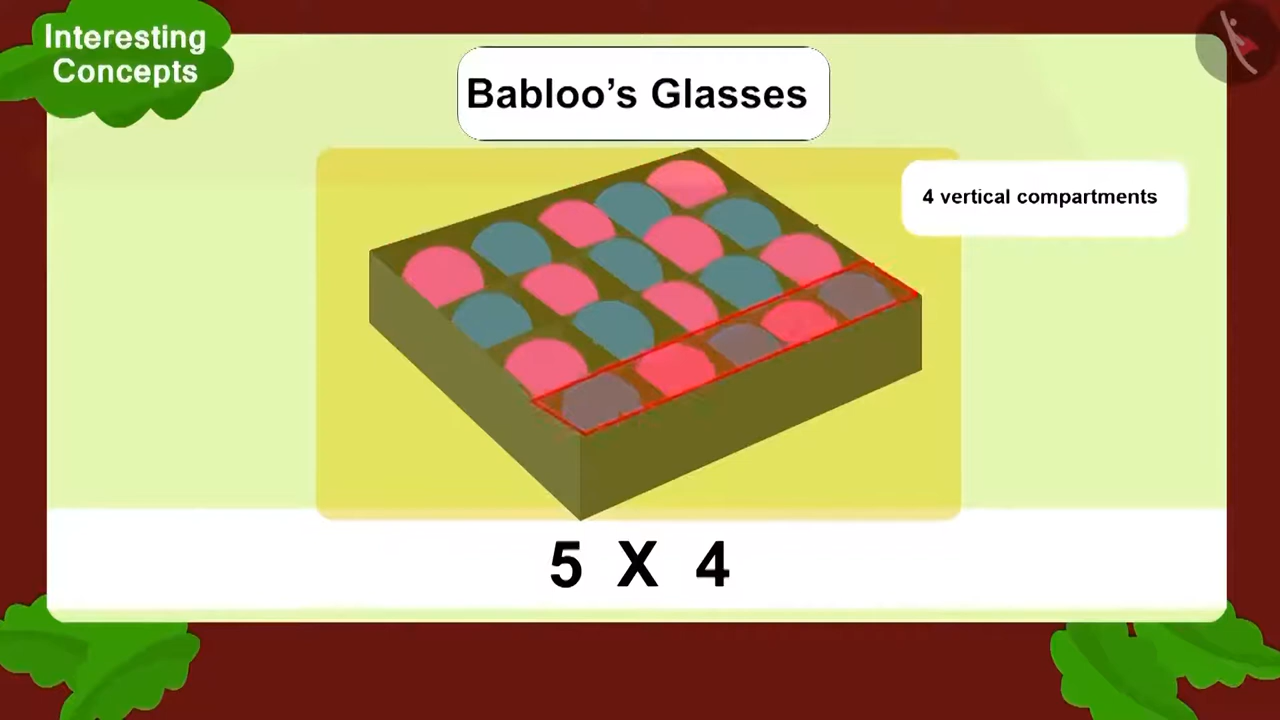 Interesting
Concepts
Babloo’s Glasses
4 vertical compartments
5 X 4